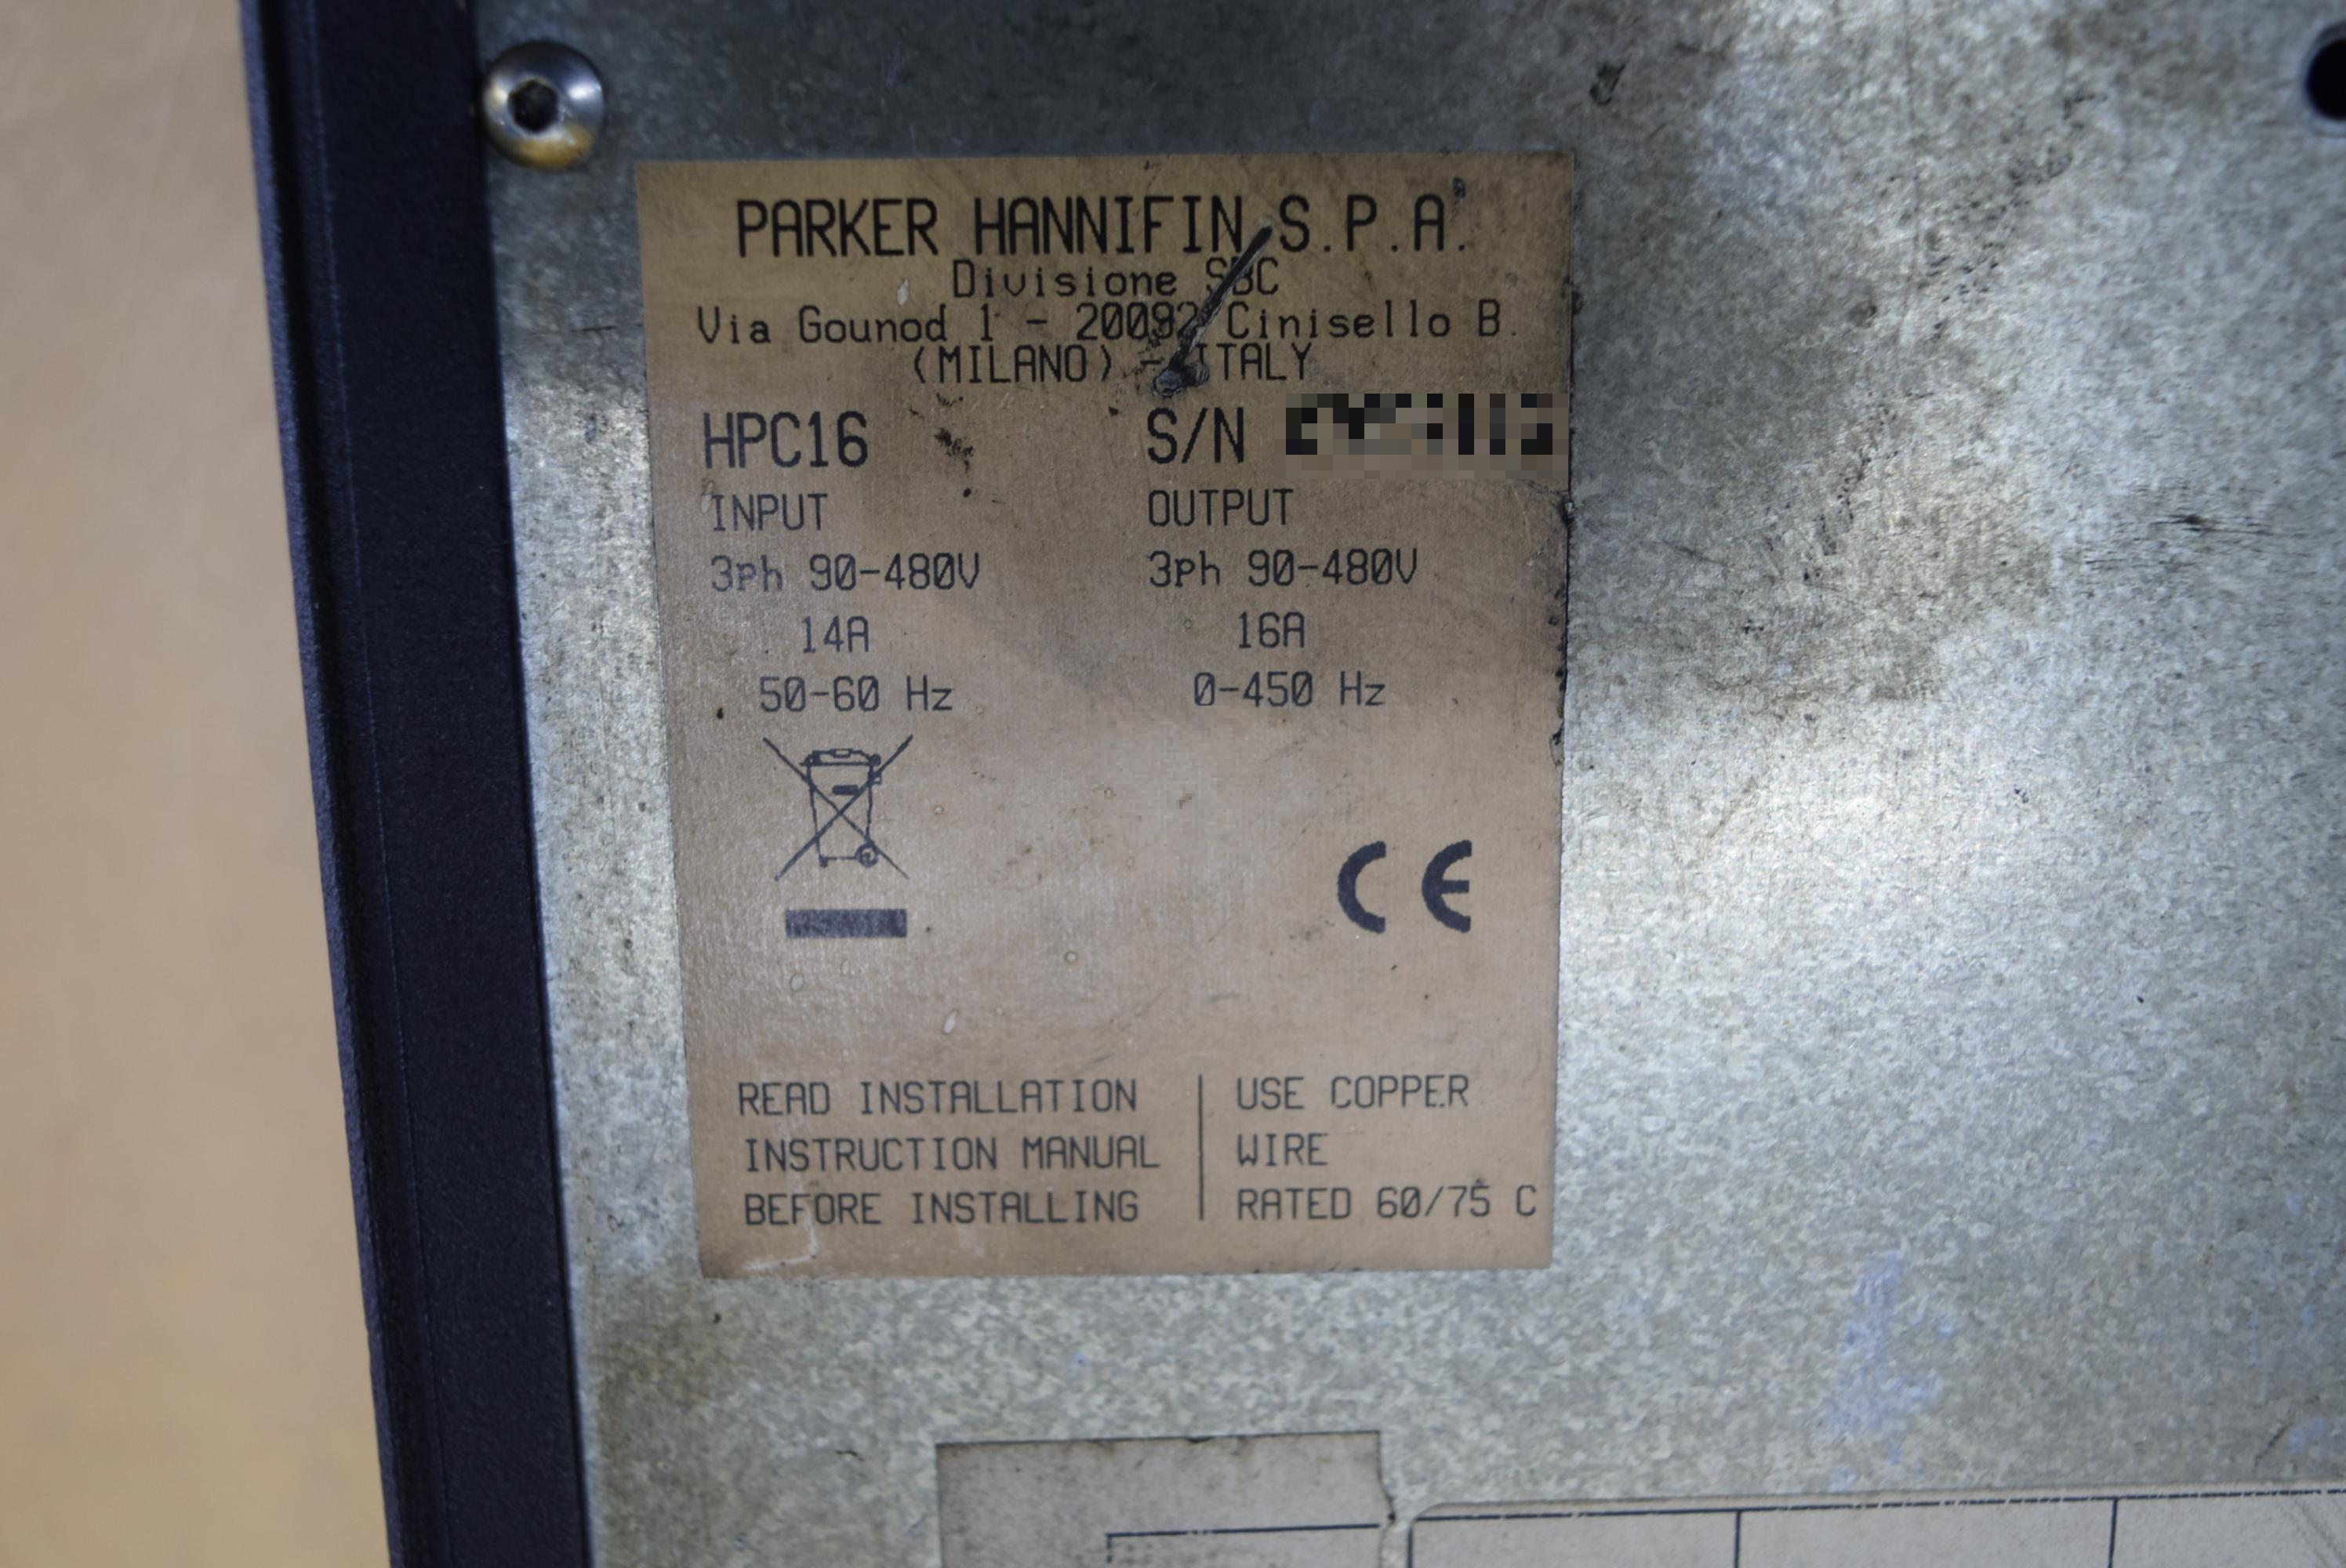 PARKER HANNIFIN S.P.A.
Divisione SBC
Via Gounod 1 - 20092 Cinisello B.
(MILANO) - ITALY
HPC16 S/N
INPUT OUTPUT
3ph 90-480V 3ph 90-480V
14A 16A
50-60 Hz 0-450 Hz
CE
READ INSTALLATION USE COPPER
INSTRUCTION MANUAL WIRE
BEFORE INSTALLING RATED 60/75 C